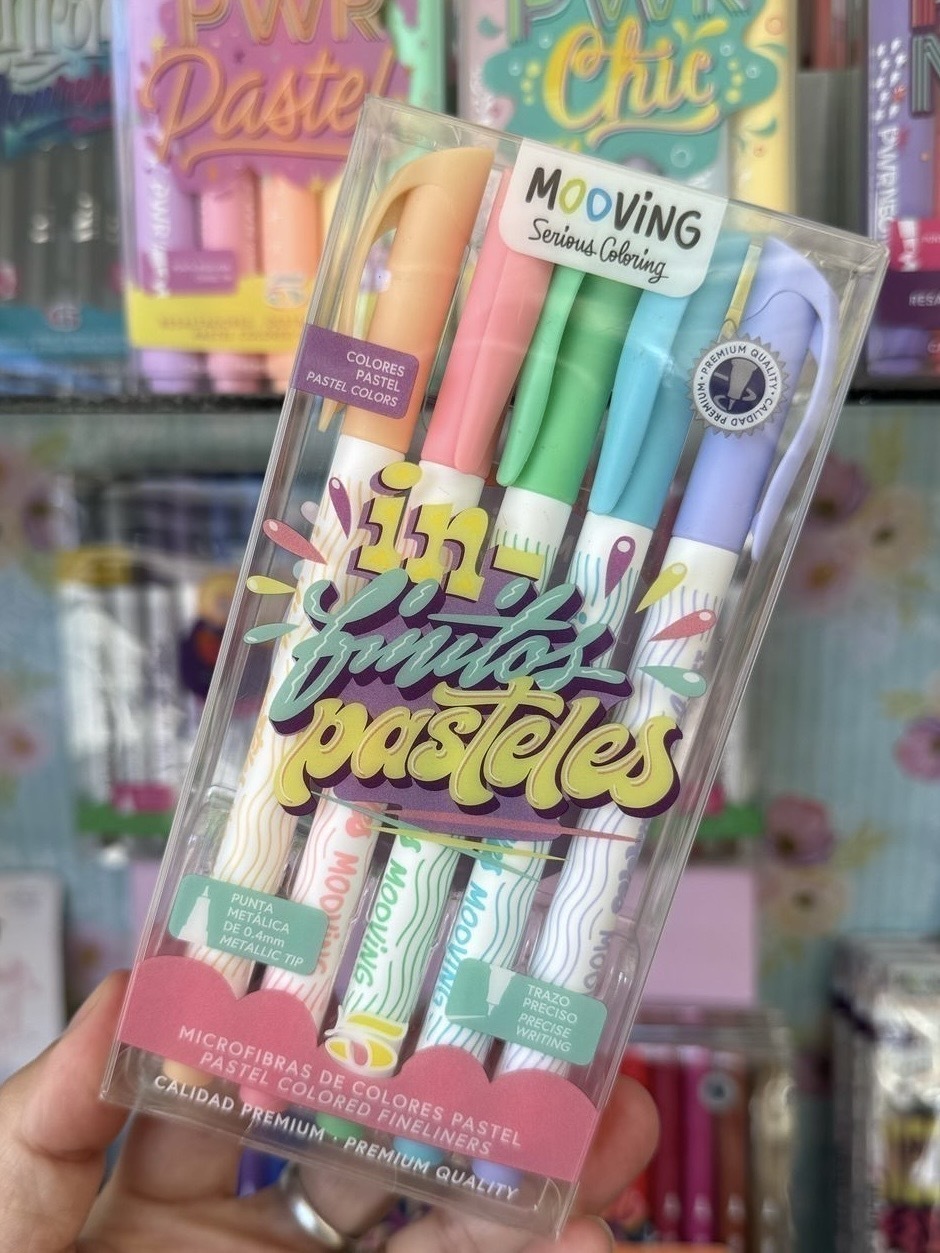 PWR
Pastel
PWR
Chic
MOOVING
Serious Coloring
COLORES
PASTEL
PASTEL COLORS
PREMIUM QUALITY · CALIDAD PREMIUM ·
in-
finitos
pasteles
MOOVING
MOOVING
MOOVING
PUNTA
METÁLICA
DE 0.4mm
METALLIC TIP
TRAZO
PRECISO
PRECISE
WRITING
MICROFIBRAS DE COLORES PASTEL
PASTEL COLORED FINELINERS
CALIDAD PREMIUM · PREMIUM QUALITY